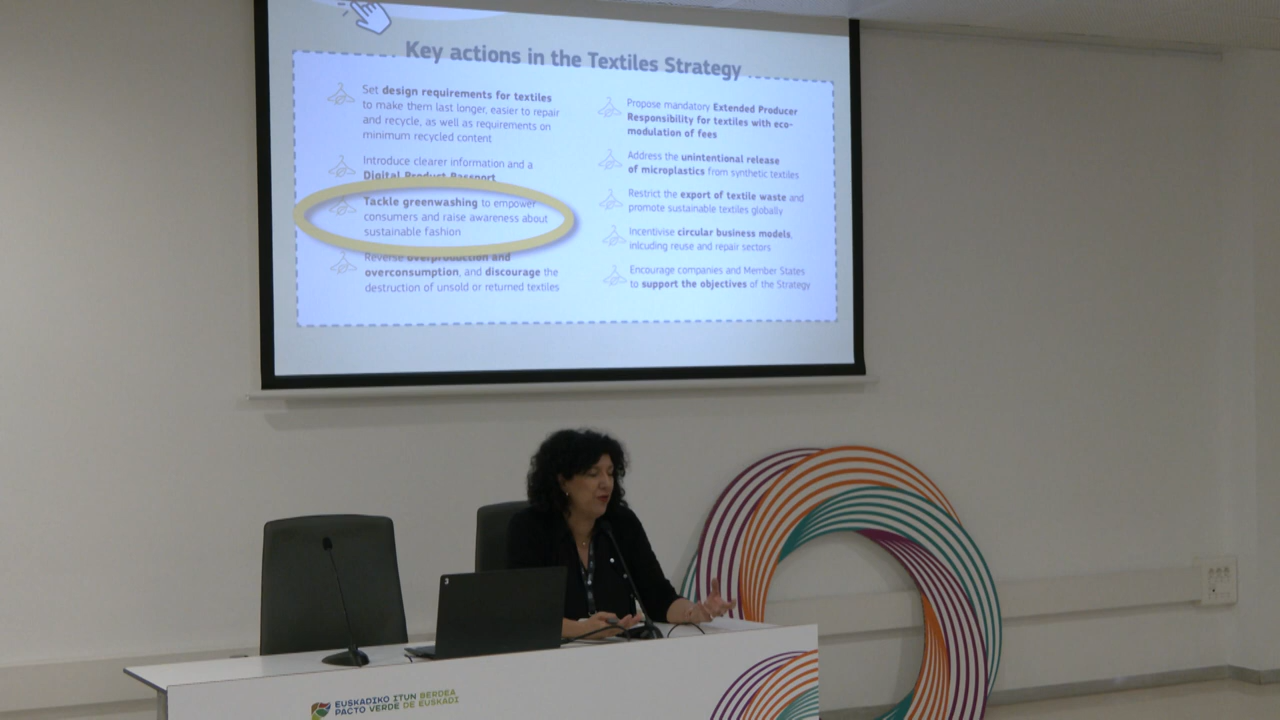 Key actions in the Textiles Strategy
Set design requirements for textiles
to make them last longer, easier to repair
and recycle, as well as requirements on
minimum recycled content
Introduce clearer information and a
Digital Product Passport
Tackle greenwashing to empower
consumers and raise awareness about
sustainable fashion
Reverse overproduction and
overconsumption, and discourage the
destruction of unsold or returned textiles
Propose mandatory Extended Producer
Responsibility for textiles with eco-
modulation of fees
Address the unintentional release
of microplastics from synthetic textiles
Restrict the export of textile waste and
promote sustainable textiles globally
Incentivise circular business models,
inlcuding reuse and repair sectors
Encourage companies and Member States
to support the objectives of the Strategy
EUSKADIKO ITUN BERDEA
PACTO VERDE DE EUSKADI